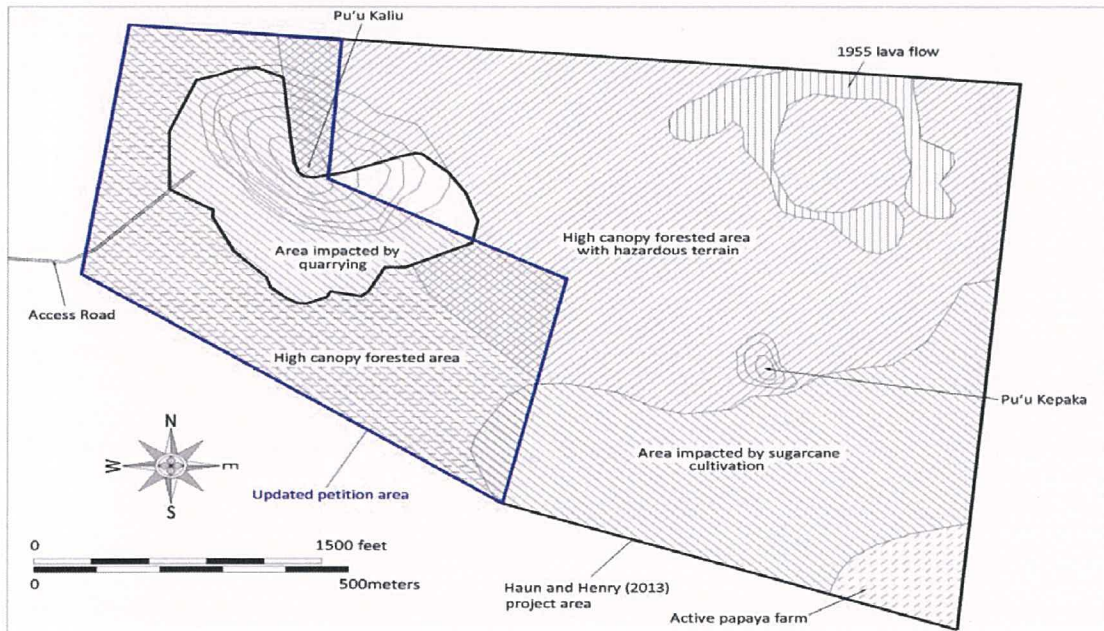 Pu'u Kaliu
1955 lava flow
High canopy forested area
with hazardous terrain
Area impacted by
quarrying
Access Road
High canopy forested area
Pu'u Kepaka
N
W
E
S
Area impacted by sugarcane
cultivation
Updated petition area
0
1500 feet
0
500meters
Haun and Henry (2013)
project area
Active papaya farm